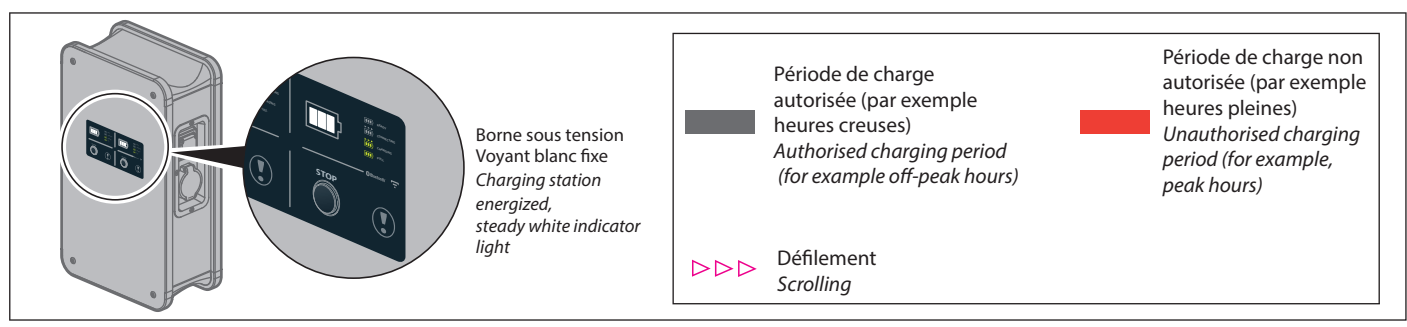 STOP
Bluetooth
Borne sous tension
Voyant blanc fixe
Charging station
energized,
steady white indicator
light
Période de charge
autorisée (par exemple
heures creuses)
Authorised charging period
(for example off-peak hours)
Période de charge non
autorisée (par exemple
heures pleines)
Unauthorised charging
period (for example,
peak hours)
Défilement
Scrolling